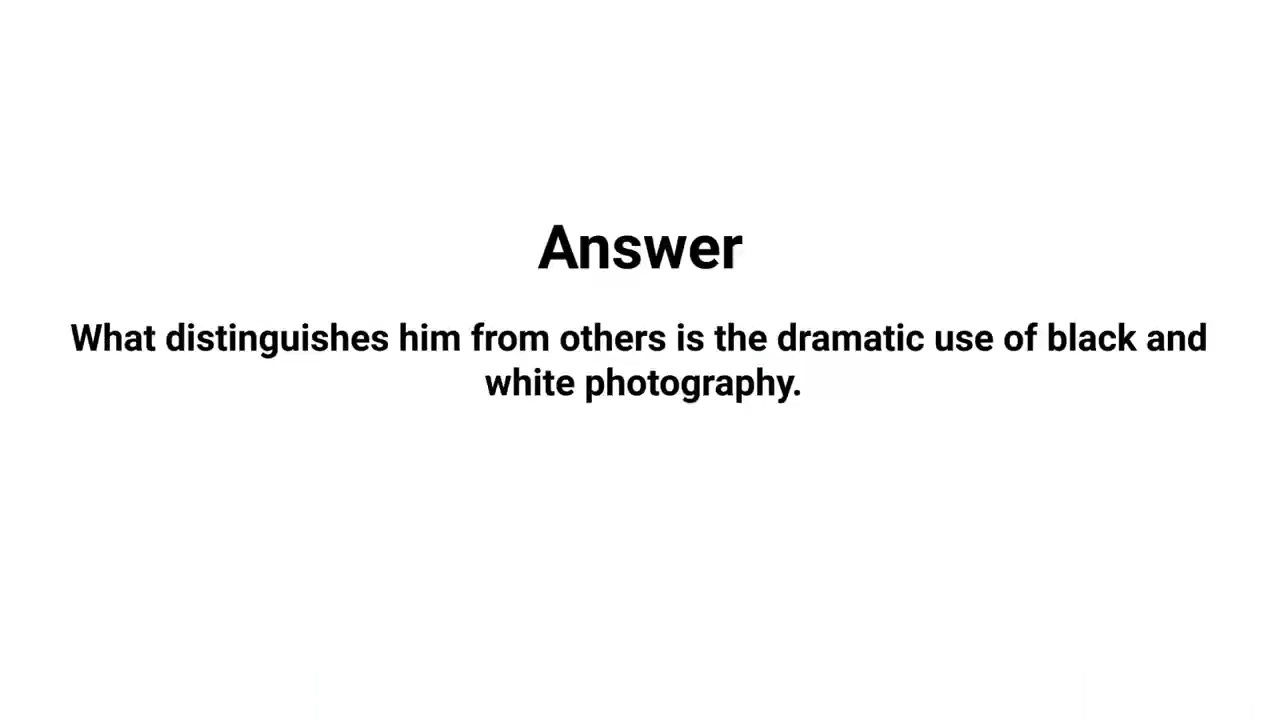 Answer
What distinguishes him from others is the dramatic use of black and
white photography.